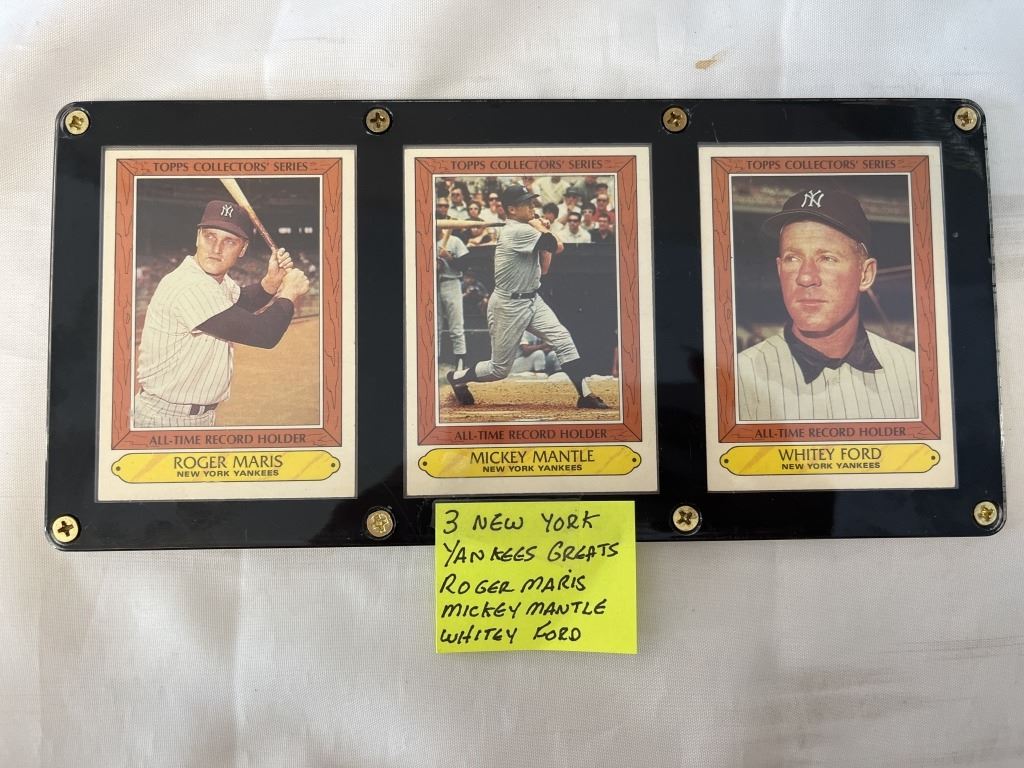 TOPPS COLLECTORS' SERIES
NY
ALL-TIME RECORD HOLDER
ROGER MARIS
NEW YORK YANKEES
TOPPS COLLECTORS' SERIES
ALL-TIME RECORD HOLDER
MICKEY MANTLE
NEW YORK YANKEES
TOPPS COLLECTORS' SERIES
NY
ALL-TIME RECORD HOLDER
WHITEY FORD
NEW YORK YANKEES
3 NEW YORK
YANKEES GREATS
ROGER MARIS
MICKEY MANTLE
WHITEY FORD